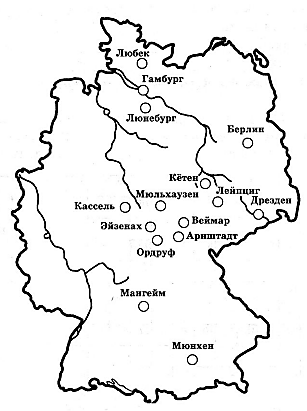 Любек
Гамбург
Люнебург
Берлин
Кётен
Лейпциг
Мюльхаузен
Дрезден
Кассель
Веймар
Эйзенах
Арнштадт
Ордруф
Мангейм
Мюнхен